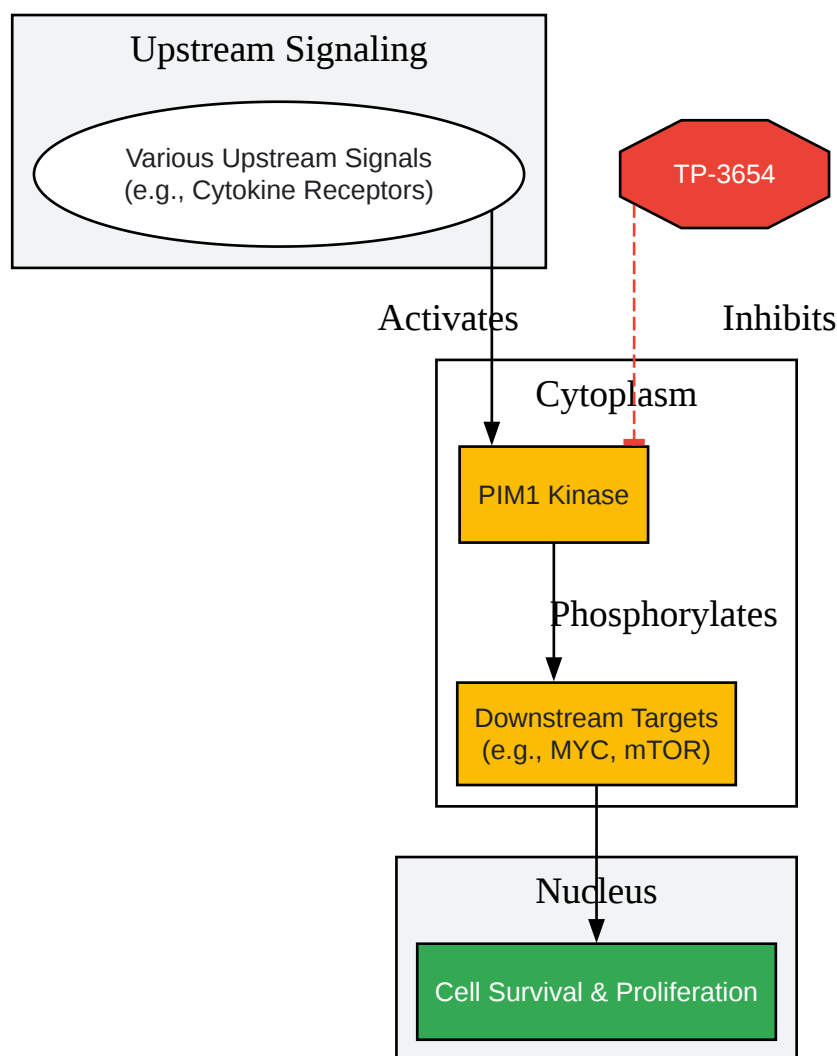 Upstream Signaling
Various Upstream Signals
(e.g., Cytokine Receptors)
TP-3654
Activates
Inhibits
Cytoplasm
PIM1 Kinase
Phosphorylates
Downstream Targets
(e.g., MYC, mTOR)
Nucleus
Cell Survival & Proliferation